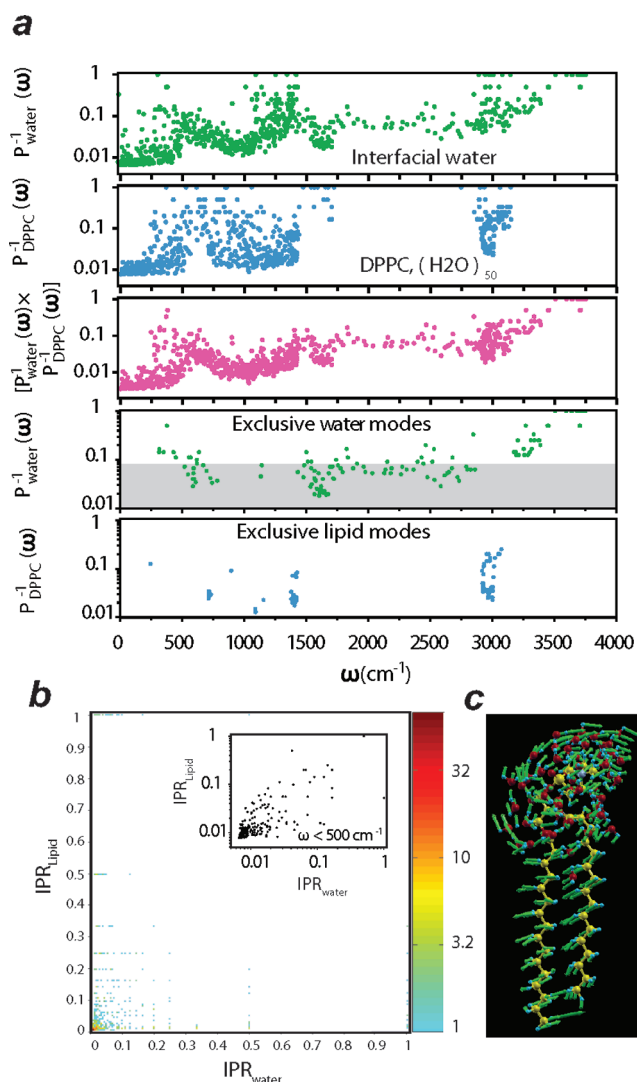 a
P⁻¹water (ω)
1
0.1
0.01
Interfacial water
P⁻¹DPPC (ω)
1
0.1
0.01
DPPC, (H2O)50
[P⁻¹water (ω) ×
P⁻¹DPPC (ω)]
1
0.1
0.01
P⁻¹water (ω)
1
0.1
0.01
Exclusive water modes
P⁻¹DPPC (ω)
1
0.1
0.01
Exclusive lipid modes
0 500 1000 1500 2000 2500 3000 3500 4000
ω(cm⁻¹)
b
IPRLipid
1
0.9
0.8
0.7
0.6
0.5
0.4
0.3
0.2
0.1
0
0 0.1 0.2 0.3 0.4 0.5 0.6 0.7 0.8 0.9 1
IPRwater
IPRLipid
1
0.1
0.01
ω < 500 cm⁻¹
0.01 0.1 1
IPRwater
32
10
3.2
1
c